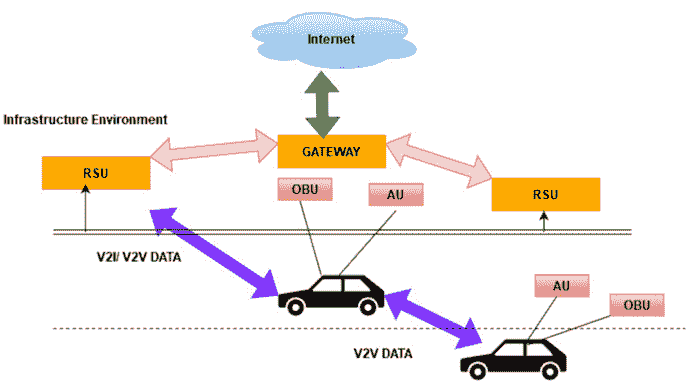 Internet
Infrastructure Environment
GATEWAY
RSU
OBU
AU
RSU
V2I/ V2V DATA
AU
OBU
V2V DATA